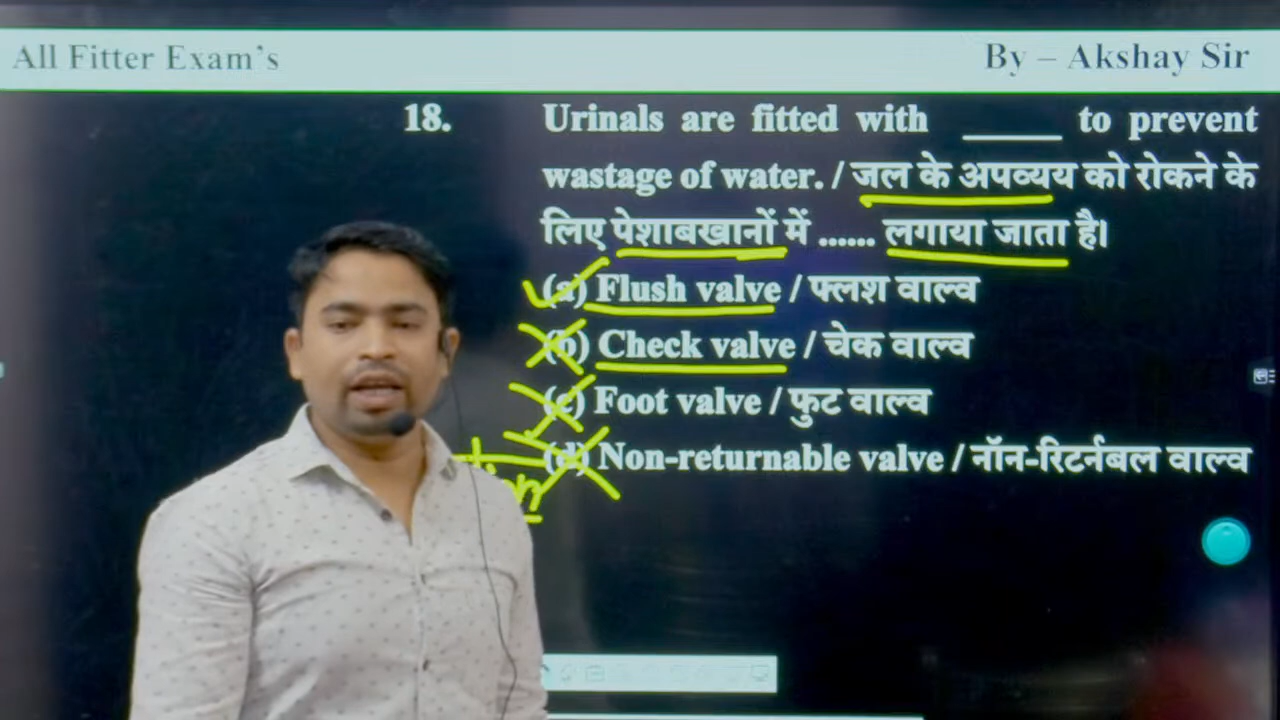 All Fitter Exam's
By – Akshay Sir
18. Urinals are fitted with _____ to prevent
wastage of water. / जल के अपव्यय को रोकने के
लिए पेशाबखानों में ...... लगाया जाता है।
(a) Flush valve / फ्लश वाल्व
(b) Check valve / चेक वाल्व
(c) Foot valve / फुट वाल्व
(d) Non-returnable valve / नॉन-रिटर्नबल वाल्व